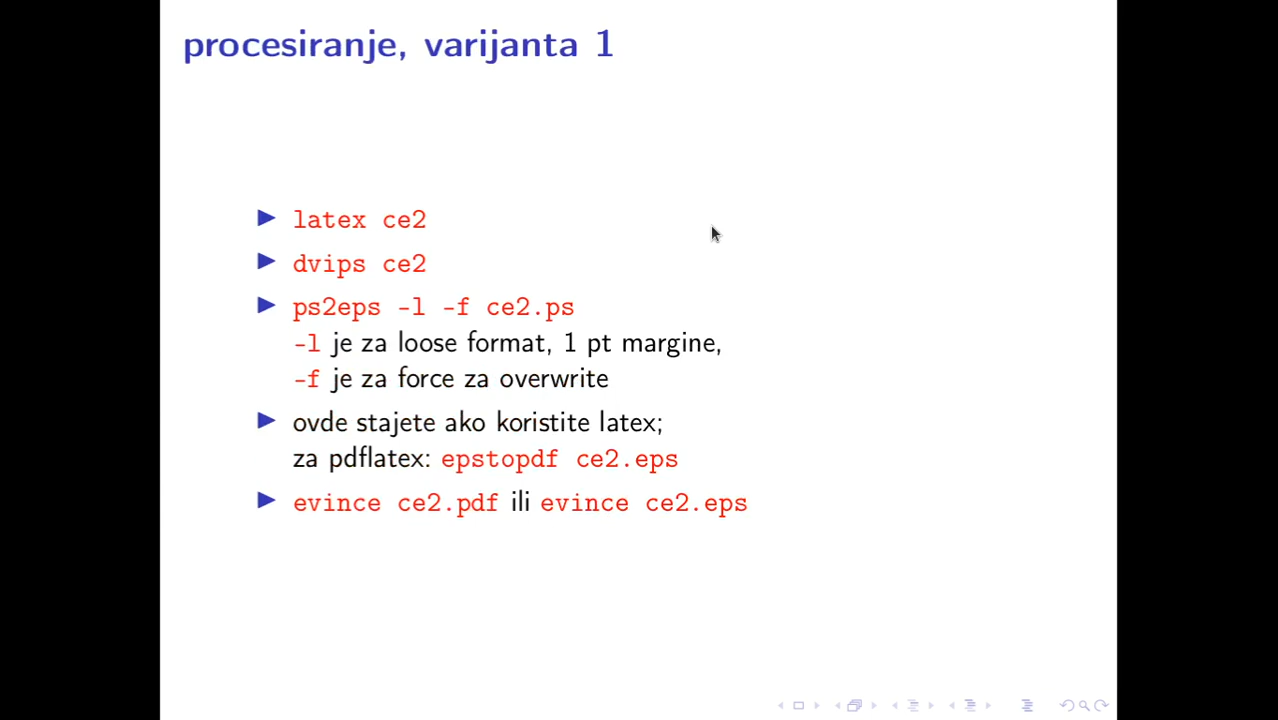 procesiranje, varijanta 1
latex ce2
dvips ce2
ps2eps -l -f ce2.ps
-l je za loose format, 1 pt margine,
-f je za force za overwrite
ovde stajete ako koristite latex;
za pdflatex: epstopdf ce2.eps
evince ce2.pdf ili evince ce2.eps